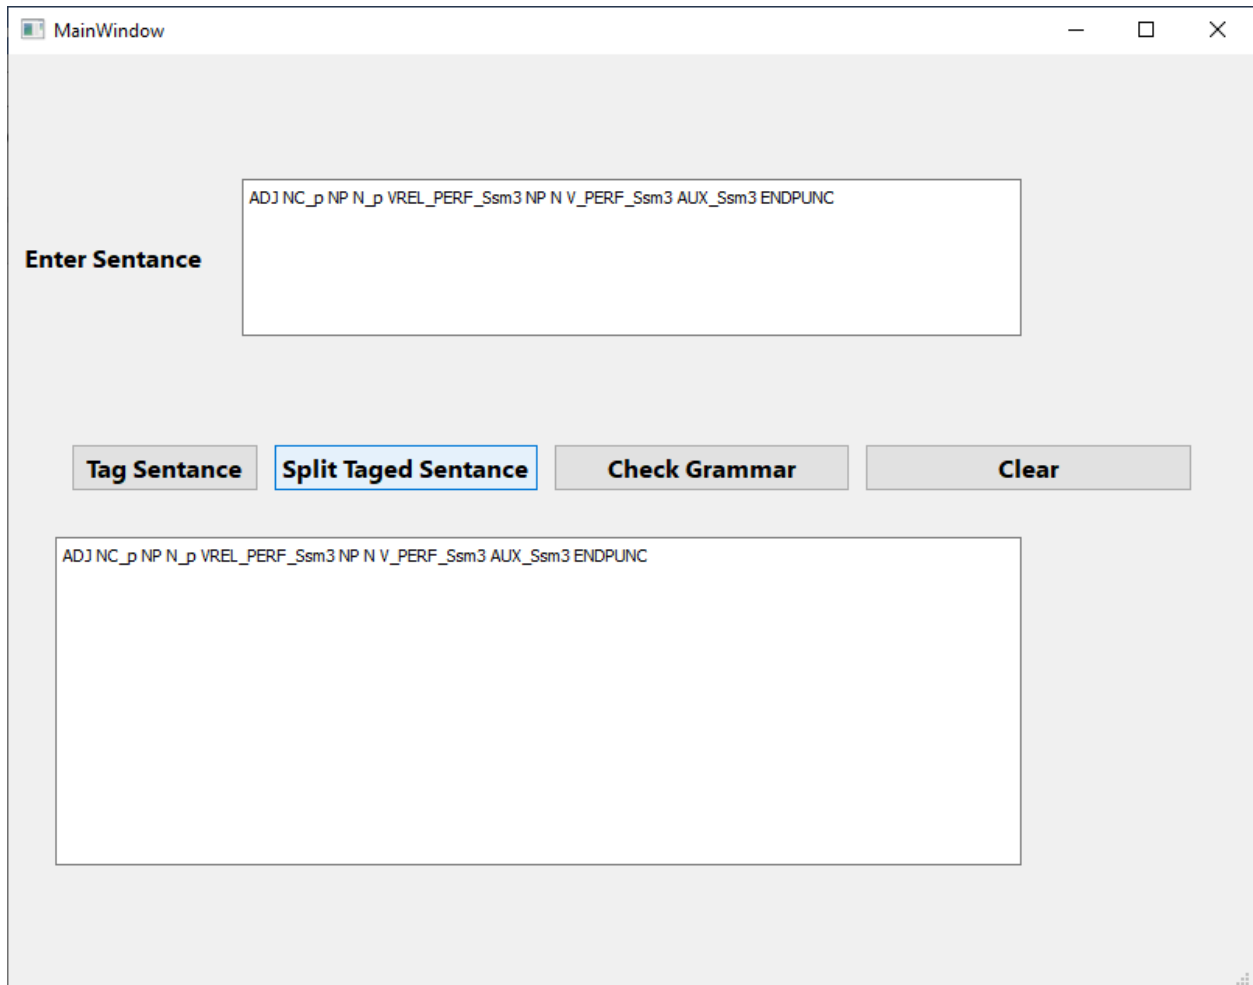 MainWindow
ADJ NC_p NP N_p VREL_PERF_Ssm3 NP N V_PERF_Ssm3 AUX_Ssm3 ENDPUNC
Enter Sentance
Tag Sentance Split Taged Sentance Check Grammar Clear
ADJ NC_p NP N_p VREL_PERF_Ssm3 NP N V_PERF_Ssm3 AUX_Ssm3 ENDPUNC